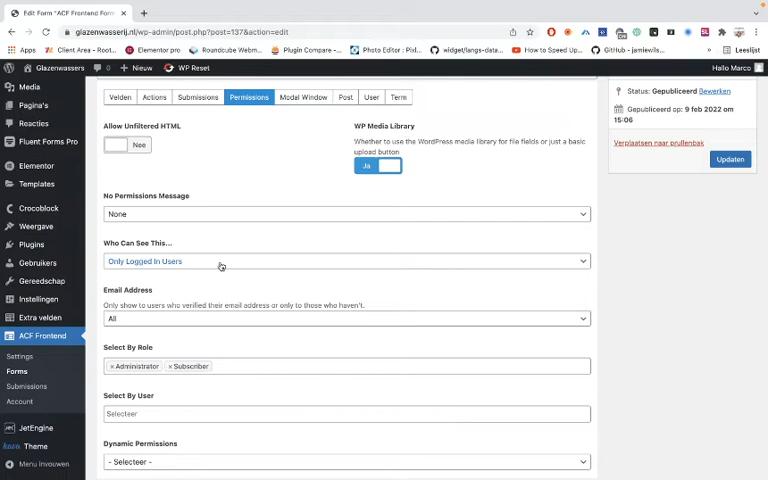 Edit Form "ACF Frontend Form
glazenwasserij.nl/wp-admin/post.php?post=137&action=edit
Apps
Client Area - Root...
Elementor pro
Roundcube Webm...
Plugin Compare -...
Photo Editor : Pixl...
widget/langs-data...
How to Speed Up...
GitHub - jamiewils...
Leeslijst
Glazenwassers
0
Nieuw
WP Reset
Hallo Marco
Media
Pagina's
Reacties
Fluent Forms Pro
Elementor
Templates
Crocoblock
Weergave
Plugins
Gebruikers
Gereedschap
Instellingen
Extra velden
ACF Frontend
Settings
Forms
Submissions
Account
JetEngine
Theme
Menu invouwen
Velden
Actions
Submissions
Permissions
Modal Window
Post
User
Term
Allow Unfiltered HTML
Nee
WP Media Library
Whether to use the WordPress media library for file fields or just a basic
upload button
Ja
No Permissions Message
None
Who Can See This...
Only Logged In Users
Email Address
Only show to users who verified their email address or only to those who haven't.
All
Select By Role
×Administrator ×Subscriber
Select By User
Selecteer
Dynamic Permissions
- Selecteer -
Status: Gepubliceerd Bewerken
Gepubliceerd op: 9 feb 2022 om
15:06
Verplaatsen naar prullenbak
Updaten